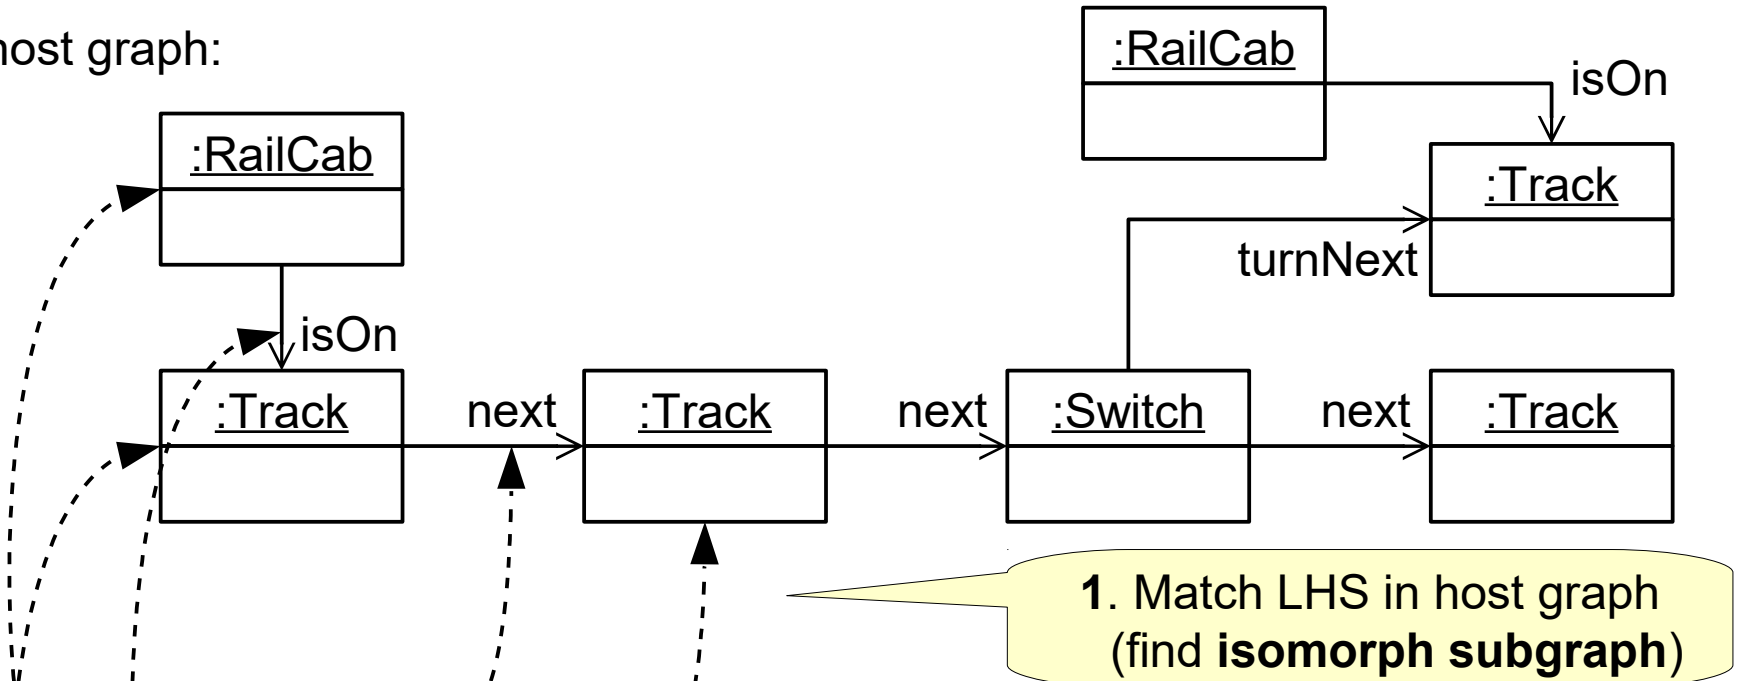 host graph:
:RailCab
isOn
:RailCab
:Track
turnNext
isOn
:Track
next
:Track
next
:Switch
next
:Track
1. Match LHS in host graph
(find isomorph subgraph)